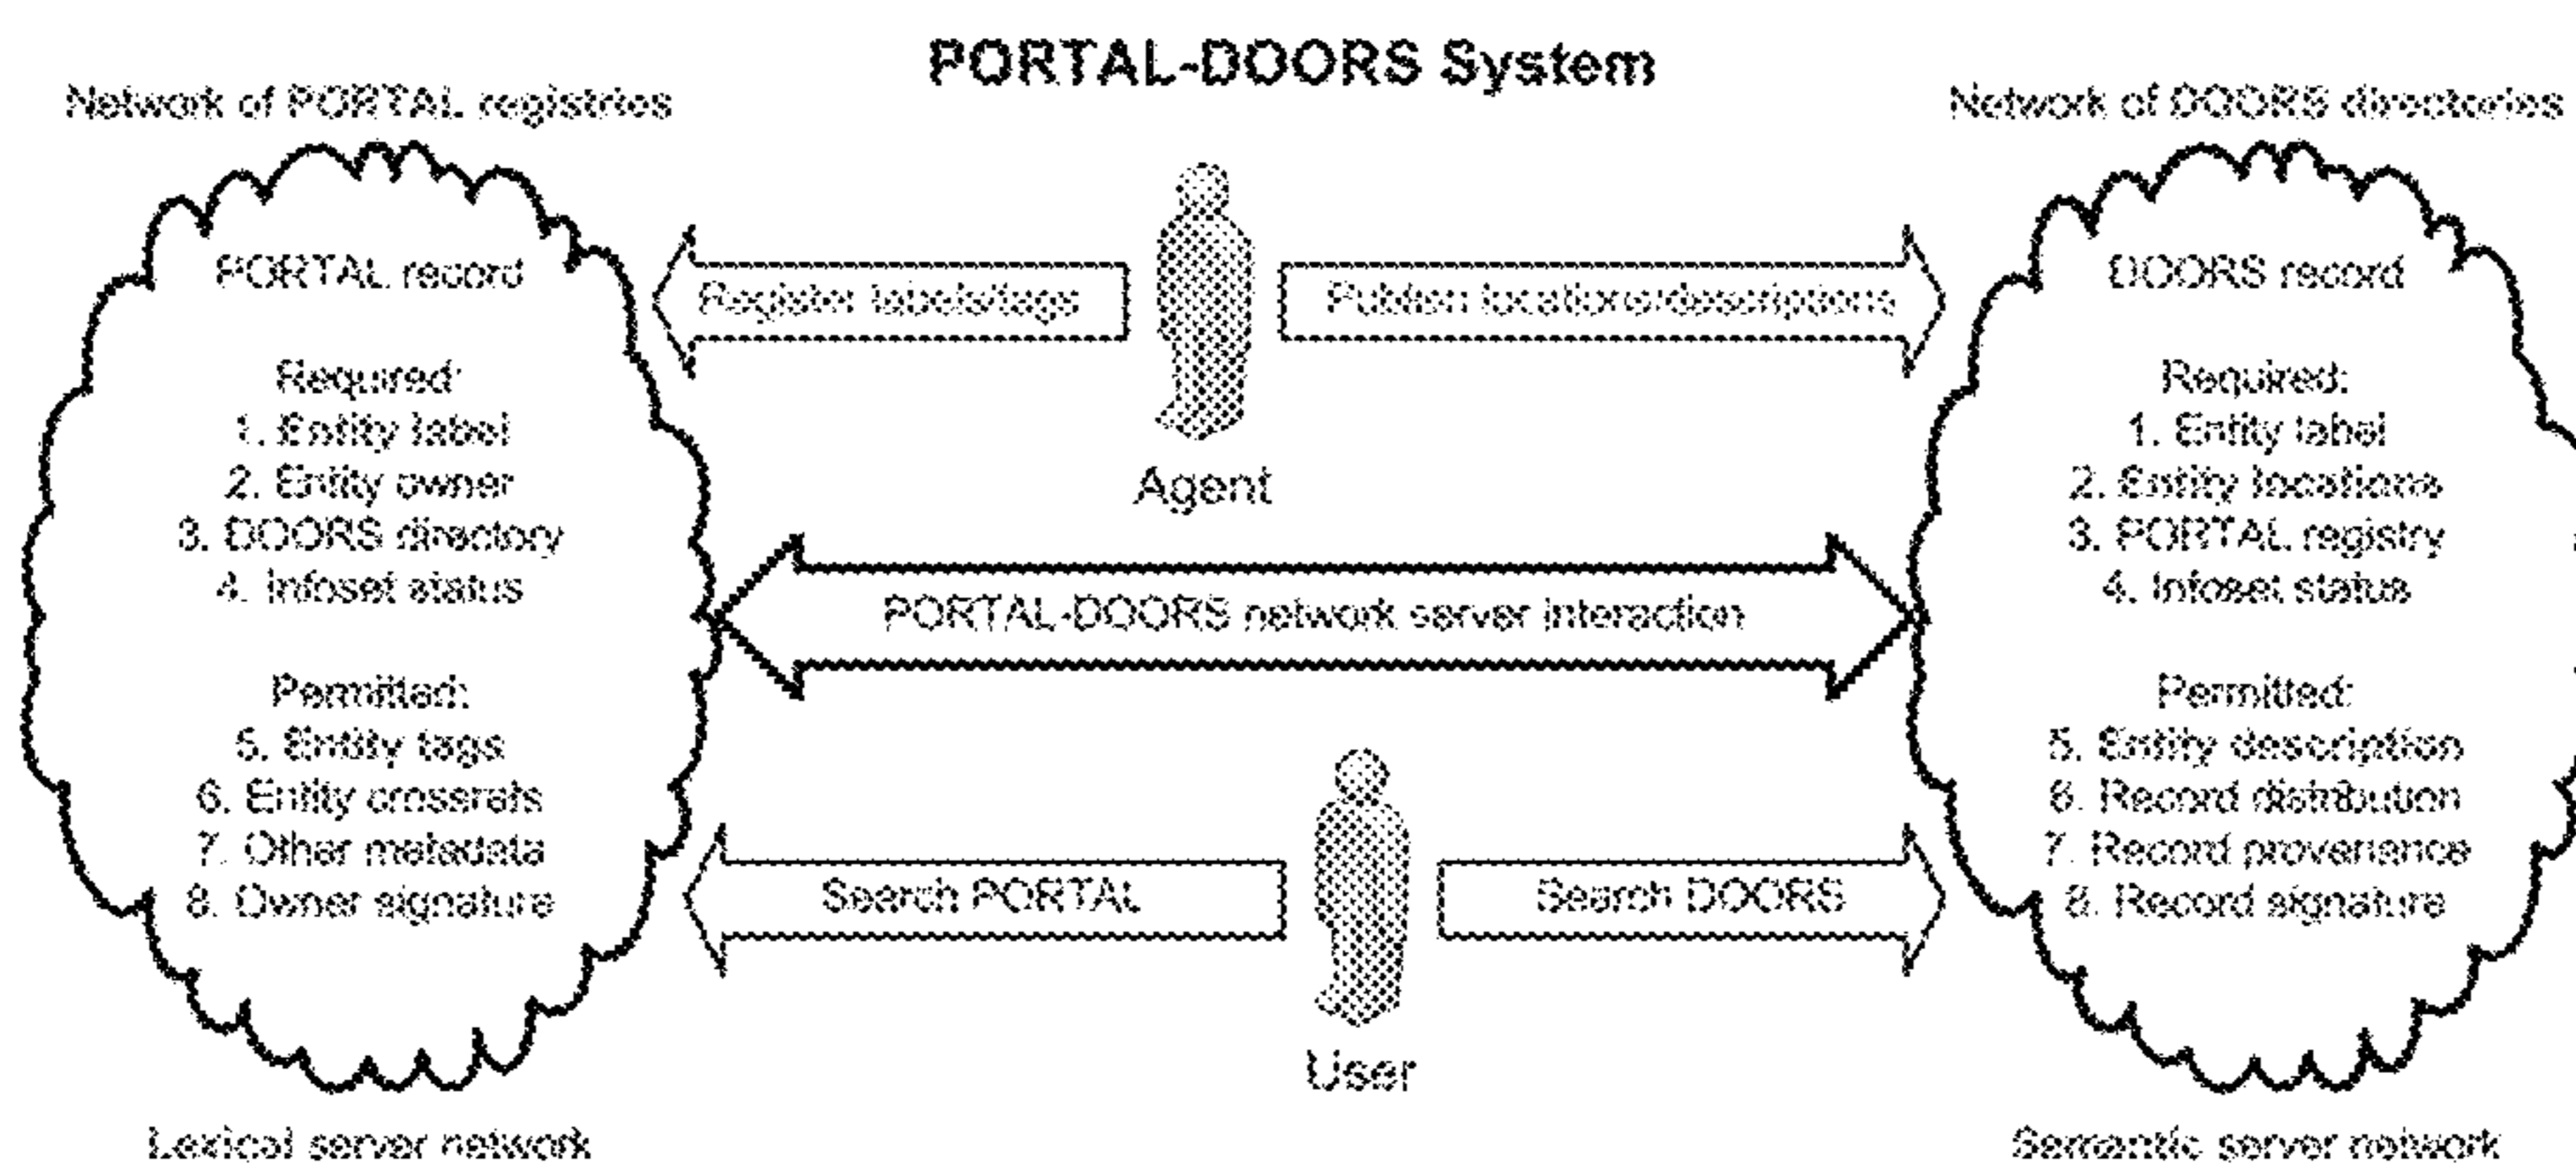 PORTAL-DOORS System
Network of PORTAL registries
Network of DOORS directories
PORTAL record
Required:
1. Entity label
2. Entity owner
3. DOORS directory
4. Infoset status
Permitted:
5. Entity tags
6. Entity crossrefs
7. Other metadata
8. Owner signature
Lexical server network
Register labels/tags
Publish locations/descriptions
Agent
PORTAL-DOORS network server interaction
Search PORTAL
Search DOORS
User
DOORS record
Required:
1. Entity label
2. Entity locations
3. PORTAL registry
4. Infoset status
Permitted:
5. Entity description
6. Record distribution
7. Record provenance
8. Record signature
Semantic server network